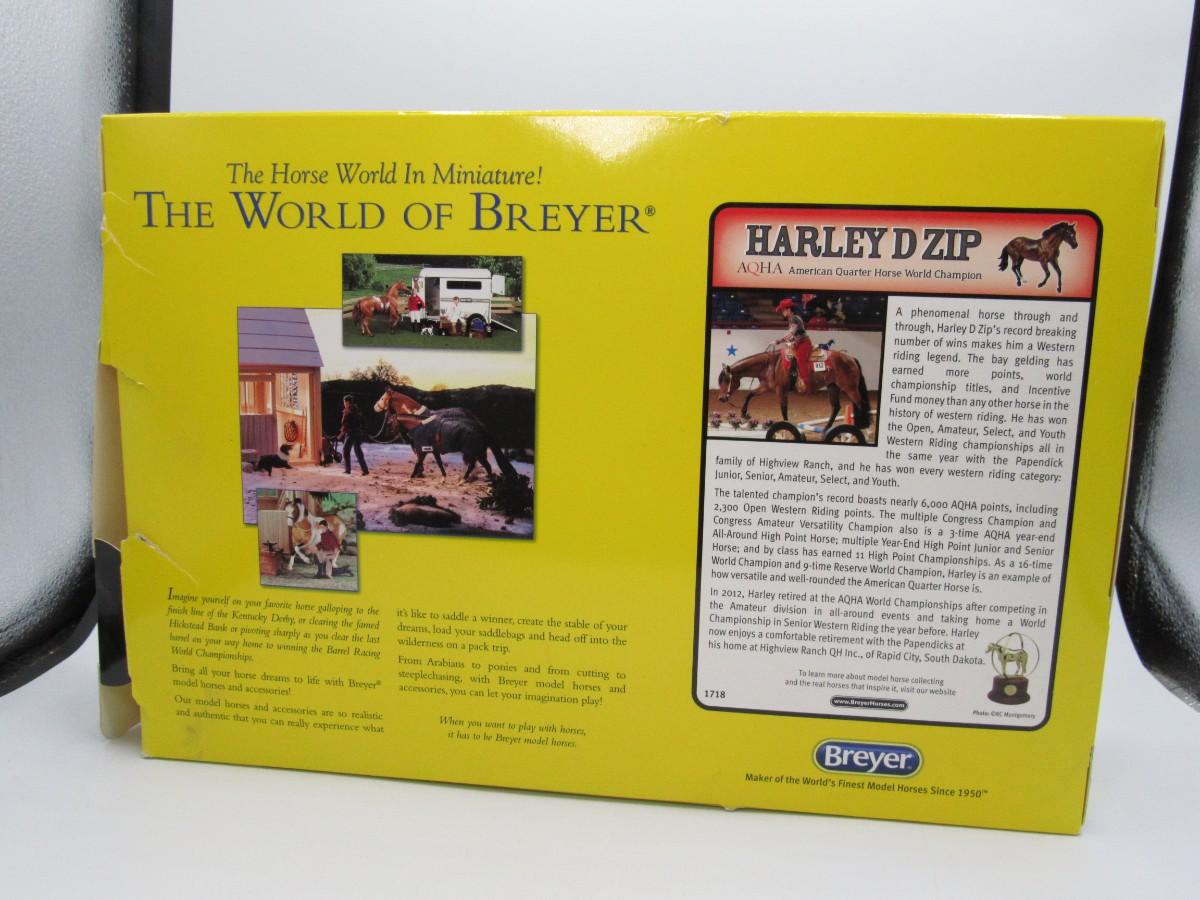 The Horse World In Miniature!
THE WORLD OF BREYER®
Imagine yourself on your favorite horse galloping to the
finish line of the Kentucky Derby, or clearing the famed
Hickstead Bank or pivoting sharply as you clear the last
barrel on your way home to winning the Barrel Racing
World Championships.
Bring all your horse dreams to life with Breyer®
model horses and accessories!
Our model horses and accessories are so realistic
and authentic that you can really experience what
it's like to saddle a winner, create the stable of your
dreams, load your saddlebags and head off into the
wilderness on a pack trip.
From Arabians to ponies and from cutting to
steeplechasing, with Breyer model horses and
accessories, you can let your imagination play!
When you want to play with horses,
it has to be Breyer model horses.
HARLEY D ZIP
AQHA American Quarter Horse World Champion
A phenomenal horse through and
through, Harley D Zip's record breaking
number of wins makes him a Western
riding legend. The bay gelding has
earned more points, world
championship titles, and Incentive
Fund money than any other horse in the
history of western riding. He has won
the Open, Amateur, Select, and Youth
Western Riding championships all in
the same year with the Papendick
family of Highview Ranch, and he has won every western riding category:
Junior, Senior, Amateur, Select, and Youth.
The talented champion's record boasts nearly 6,000 AQHA points, including
2,300 Open Western Riding points. The multiple Congress Champion and
Congress Amateur Versatility Champion also is a 3-time AQHA year-end
All-Around High Point Horse; multiple Year-End High Point Junior and Senior
Horse; and by class has earned 11 High Point Championships. As a 16-time
World Champion and 9-time Reserve World Champion, Harley is an example of
how versatile and well-rounded the American Quarter Horse is.
In 2012, Harley retired at the AQHA World Championships after competing in
the Amateur division in all-around events and taking home a World
Championship in Senior Western Riding the year before. Harley
now enjoys a comfortable retirement with the Papendicks at
his home at Highview Ranch QH Inc., of Rapid City, South Dakota.
To learn more about model horse collecting
and the real horses that inspire it, visit our website
www.BreyerHorses.com
1718
Photo: ©KC Montgomery
Breyer
Maker of the World's Finest Model Horses Since 1950™